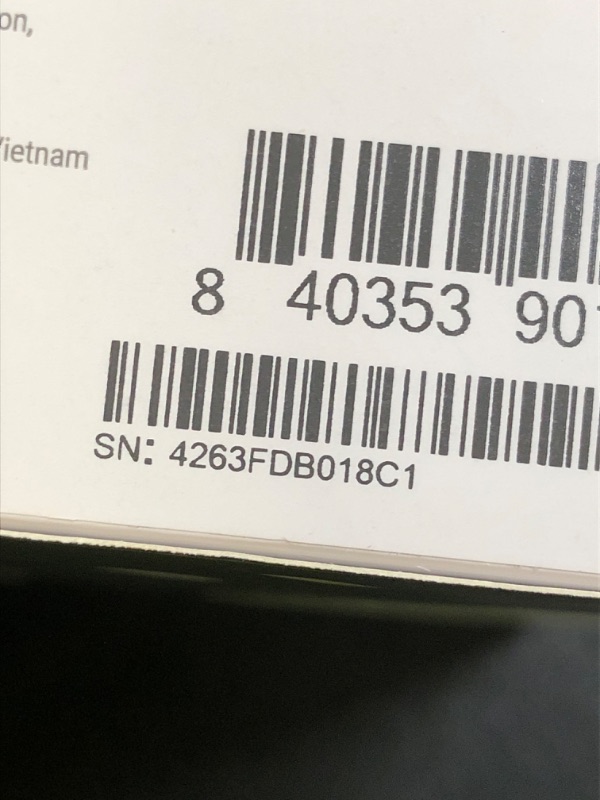 on,
Vietnam
8 40353 90
SN: 4263FDB018C1